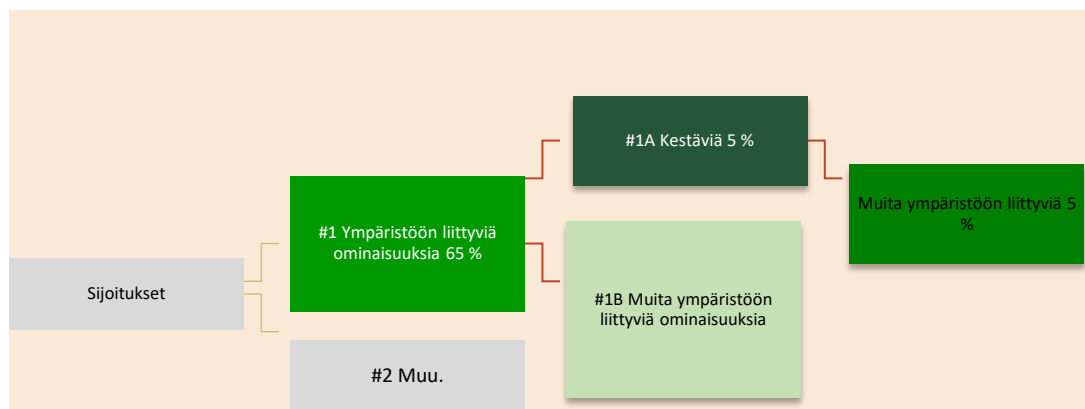 #1A Kestäviä 5 %
Muita ympäristöön liittyviä 5
%
#1 Ympäristöön liittyviä
ominaisuuksia 65 %
Sijoitukset
#1B Muita ympäristöön
liittyviä ominaisuuksia
#2 Muu.